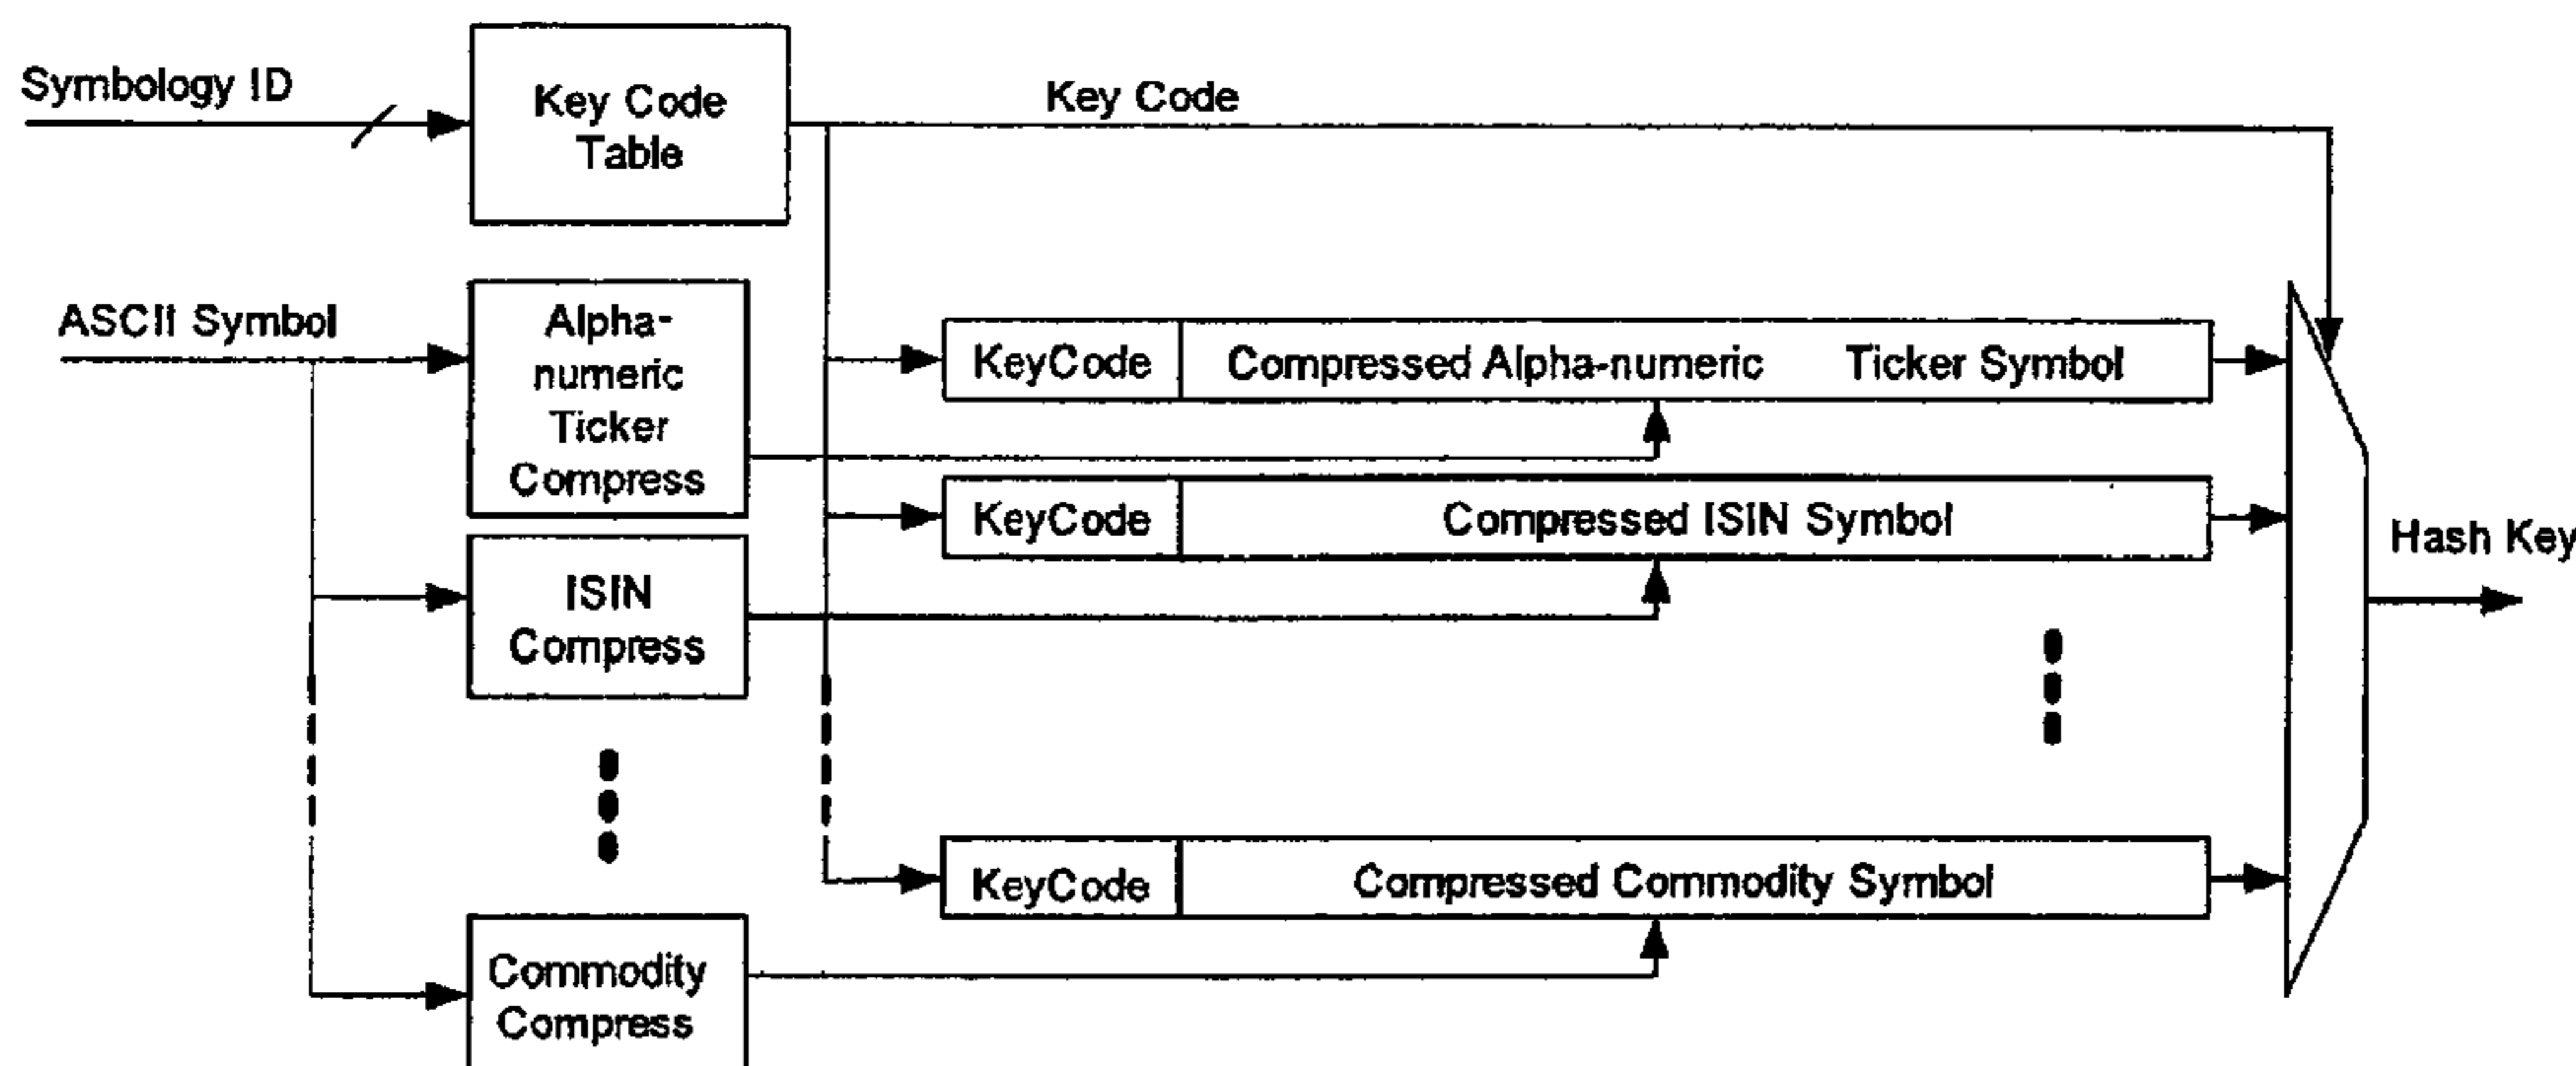 Symbology ID
Key Code
Table
Key Code
ASCII Symbol
Alpha-
numeric
Ticker
Compress
KeyCode
Compressed Alpha-numeric Ticker Symbol
KeyCode
Compressed ISIN Symbol
Hash Key
ISIN
Compress
KeyCode
Compressed Commodity Symbol
Commodity
Compress